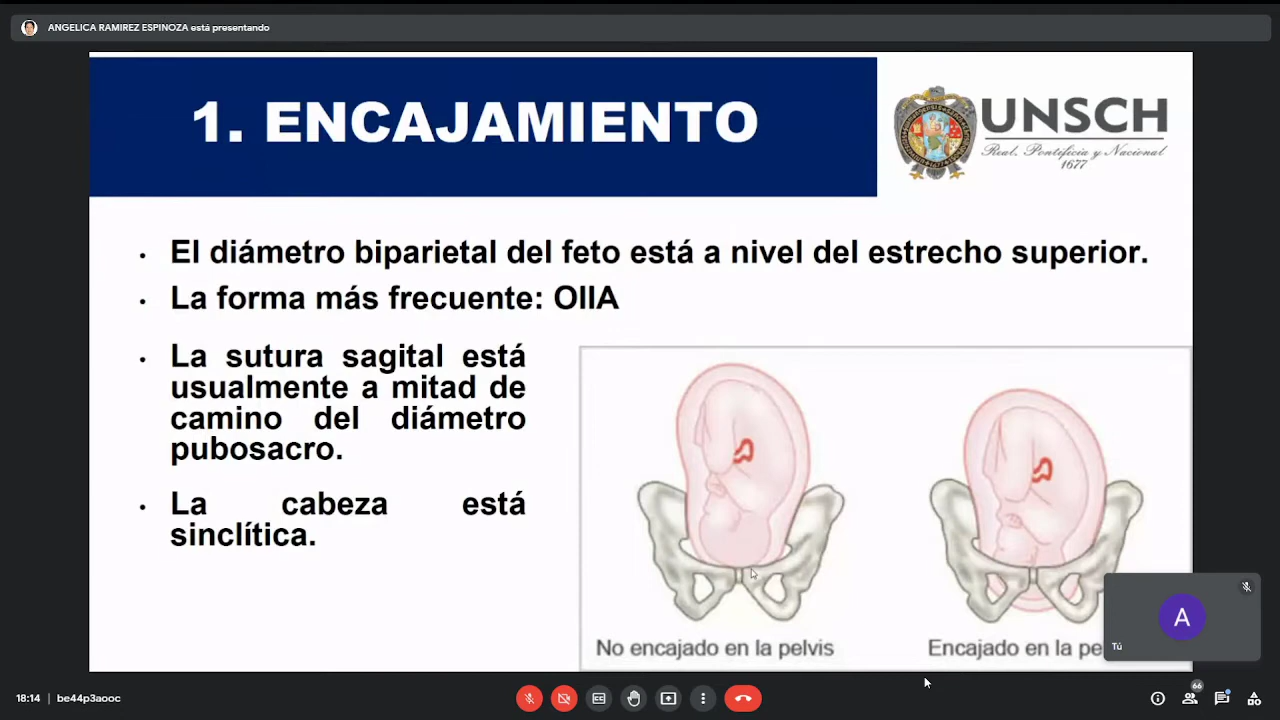 ANGELICA RAMIREZ ESPINOZA está presentando
1. ENCAJAMIENTO
UNSCH
Real, Pontificia y Nacional
1677
• El diámetro biparietal del feto está a nivel del estrecho superior.
• La forma más frecuente: OIIA
• La sutura sagital está
usualmente a mitad de
camino del diámetro
pubosacro.
• La cabeza está
sinclítica.
No encajado en la pelvis
Encajado en la pe
A
Tú
18:14 | be44p3aooc
66